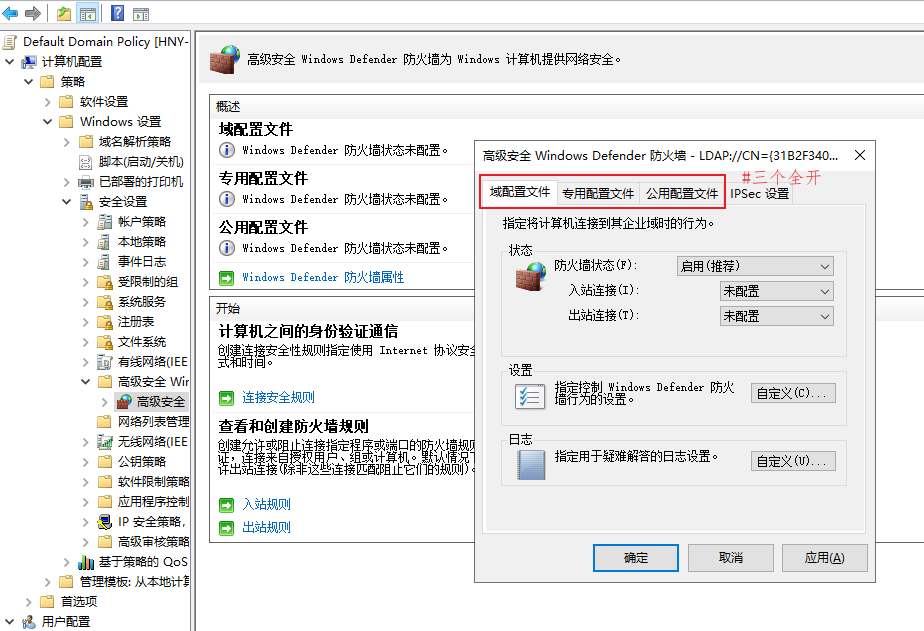 Default Domain Policy [HNY-
计算机配置
策略
软件设置
Windows 设置
域名解析策略
脚本(启动/关机)
已部署的打印机
安全设置
帐户策略
本地策略
事件日志
受限制的组
系统服务
注册表
文件系统
有线网络(IEE
高级安全 Wir
高级安全
网络列表管理
无线网络(IEE
公钥策略
软件限制策略
应用程序控制
IP 安全策略,
高级审核策略
基于策略的 QoS
管理模板: 从本地计算
首选项
用户配置
高级安全 Windows Defender 防火墙为 Windows 计算机提供网络安全。
概述
域配置文件
Windows Defender 防火墙状态未配置。
专用配置文件
Windows Defender 防火墙状态未配置。
公用配置文件
Windows Defender 防火墙状态未配置。
Windows Defender 防火墙属性
开始
计算机之间的身份验证通信
创建连接安全性规则指定使用 Internet 协议安全
式和时间。
连接安全规则
查看和创建防火墙规则
创建允许或阻止连接指定程序或端口的防火墙规则
证，连接来自授权用户、组或计算机。默认情况下
许出站连接(除非这些连接匹配阻止它们的规则)。
入站规则
出站规则
高级安全 Windows Defender 防火墙 - LDAP://CN={31B2F340...
#三个全开
域配置文件 专用配置文件 公用配置文件 IPSec 设置
指定将计算机连接到其企业域时的行为。
状态
防火墙状态(F): 启用(推荐)
入站连接(I): 未配置
出站连接(T): 未配置
设置
指定控制 Windows Defender 防火
墙行为的设置。
自定义(C)...
日志
指定用于疑难解答的日志设置。
自定义(U)...
确定 取消 应用(A)